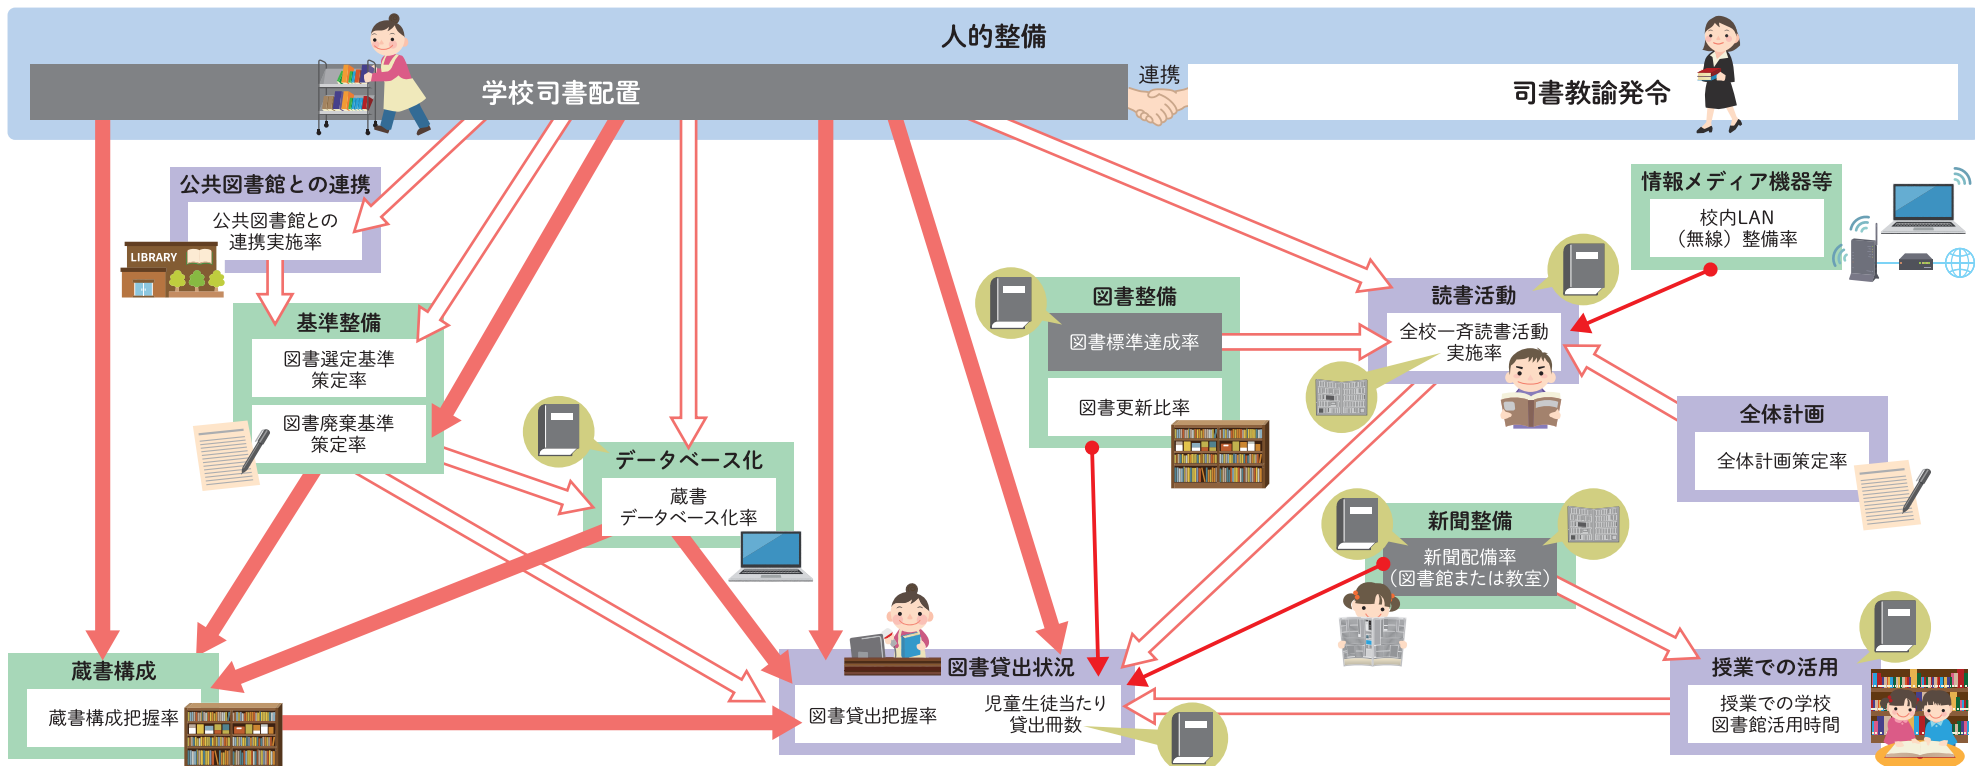 人的整備
学校司書配置
連携
司書教諭発令
公共図書館との連携
公共図書館との
連携実施率
LIBRARY
情報メディア機器等
校内LAN
（無線）整備率
基準整備
図書選定基準
策定率
図書廃棄基準
策定率
図書整備
図書標準達成率
図書更新比率
読書活動
全校一斉読書活動
実施率
全体計画
全体計画策定率
データベース化
蔵書
データベース化率
新聞整備
新聞配備率
（図書館または教室）
蔵書構成
蔵書構成把握率
図書貸出状況
図書貸出把握率
児童生徒当たり
貸出冊数
授業での活用
授業での学校
図書館活用時間